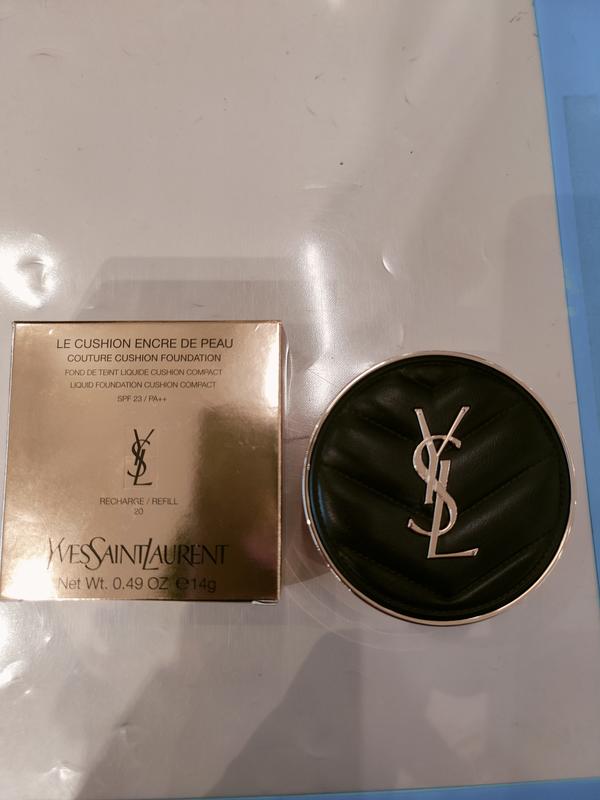 LE CUSHION ENCRE DE PEAU
COUTURE CUSHION FOUNDATION
FOND DE TEINT LIQUIDE CUSHION COMPACT
LIQUID FOUNDATION CUSHION COMPACT
SPF 23 / PA++
YSL
RECHARGE / REFILL
20
YVESSAINTLAURENT
Net Wt. 0.49 OZ ℮14g
YSL